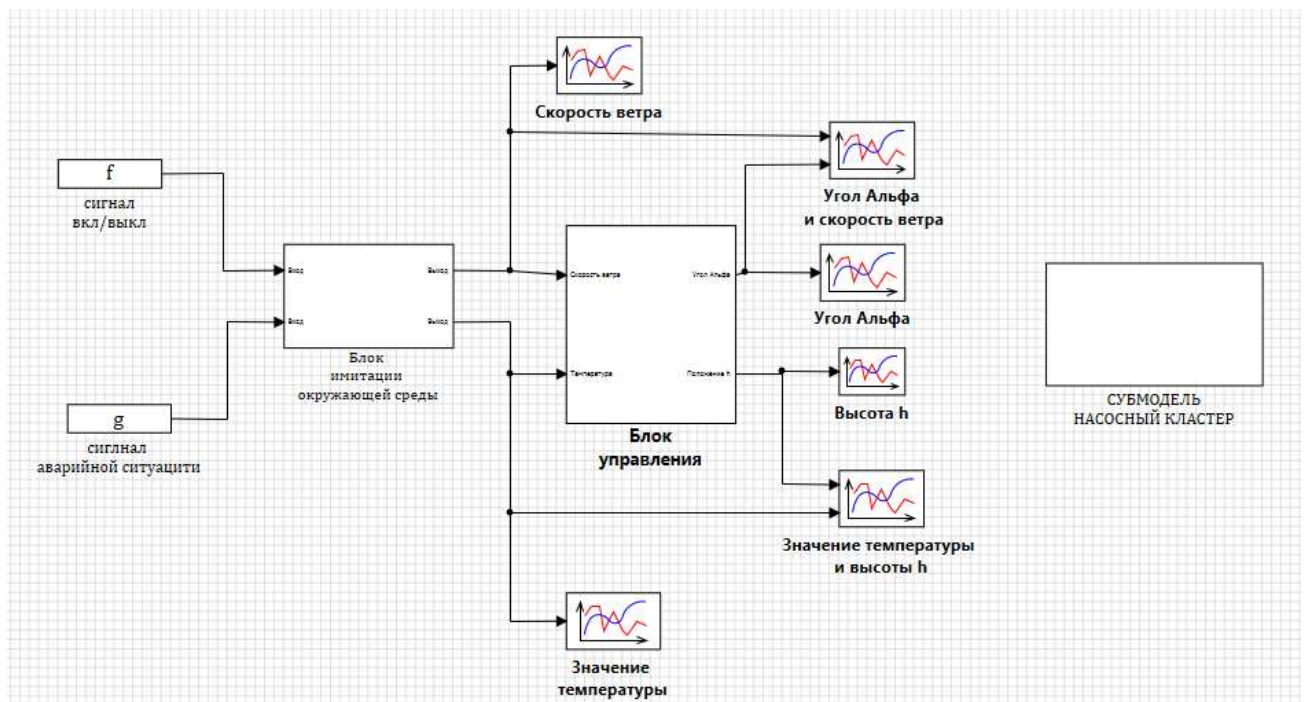 Скорость ветра
f
сигнал
вкл/выкл
Угол Альфа
и скорость ветра
Вход
Выход
Вход
Выход
Блок
имитации
окружающей среды
Скорость ветра
Угол Альфа
Температура
Положение h
Блок
управления
Угол Альфа
Высота h
СУБМОДЕЛЬ
НАСОСНЫЙ КЛАСТЕР
g
сиглнал
аварийной ситуацити
Значение температуры
и высоты h
Значение
температуры